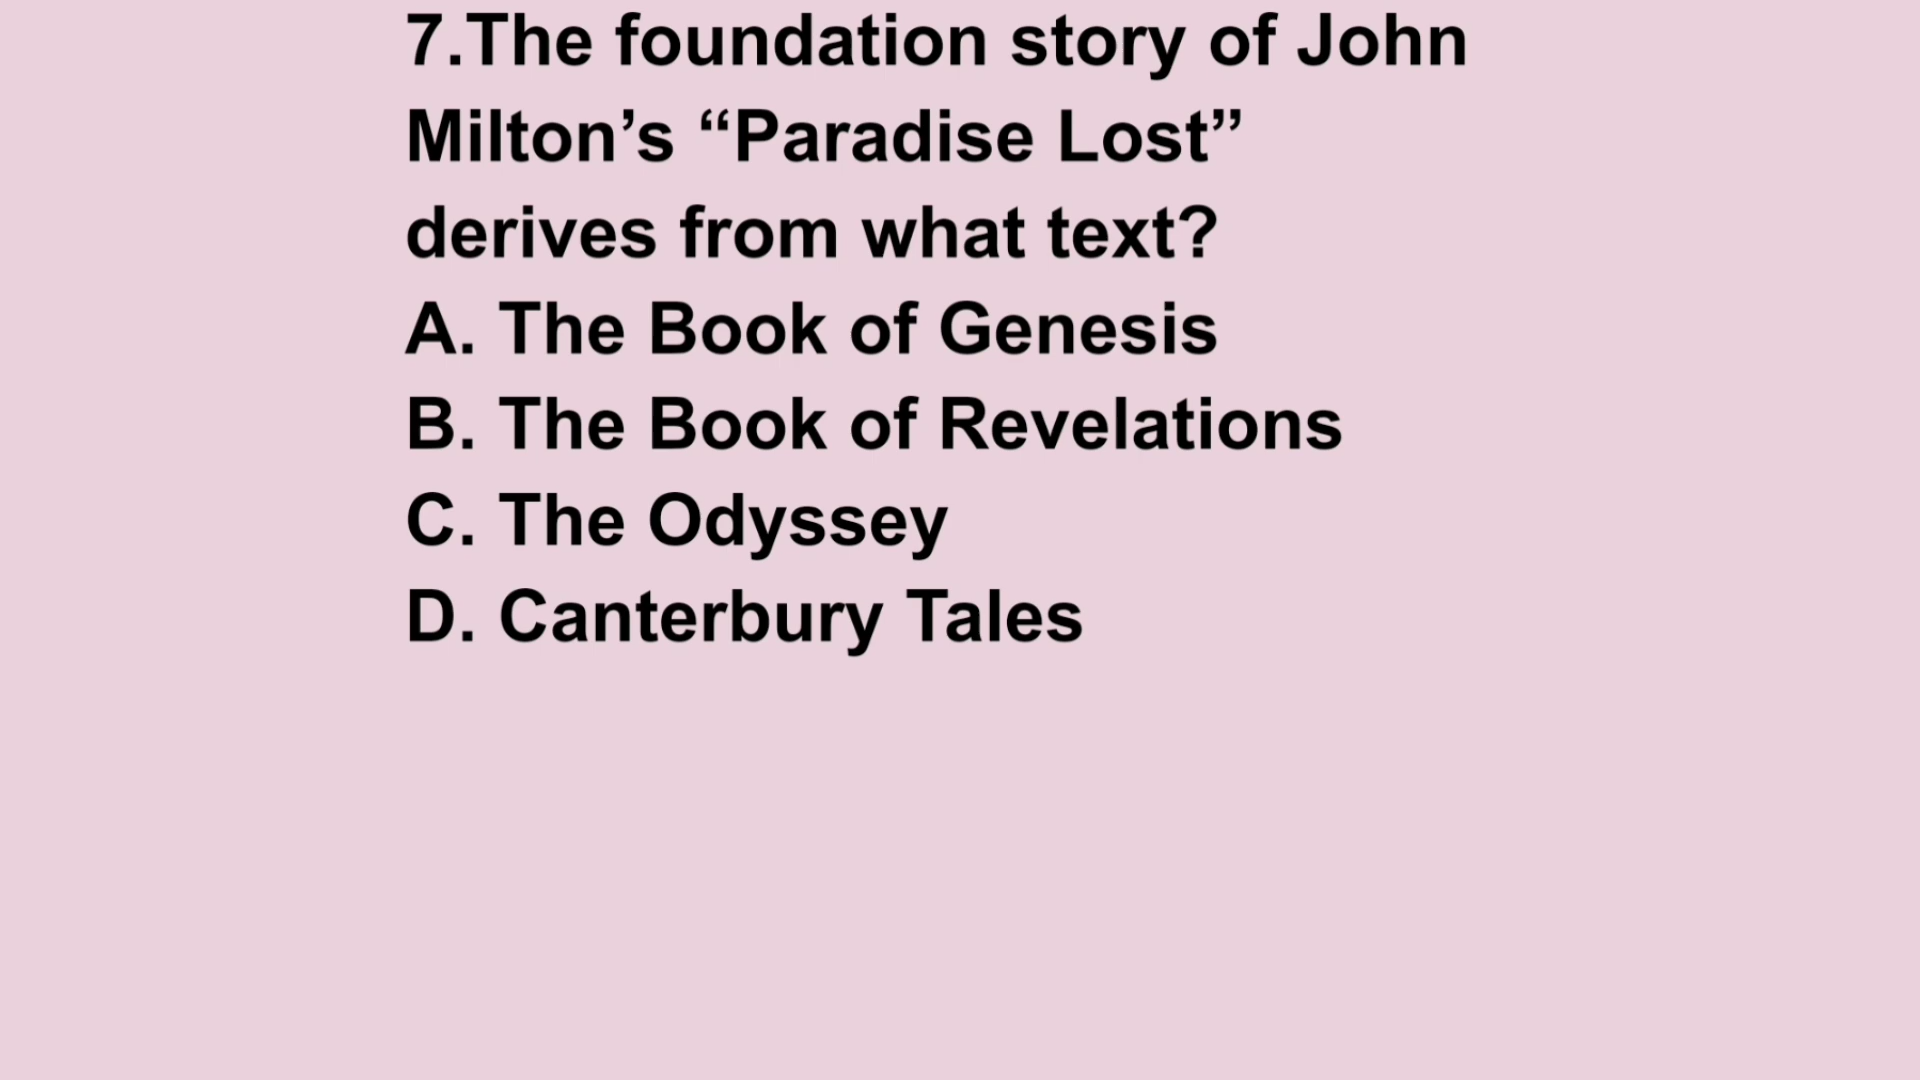 7.The foundation story of John
Milton’s “Paradise Lost”
derives from what text?
A. The Book of Genesis
B. The Book of Revelations
C. The Odyssey
D. Canterbury Tales